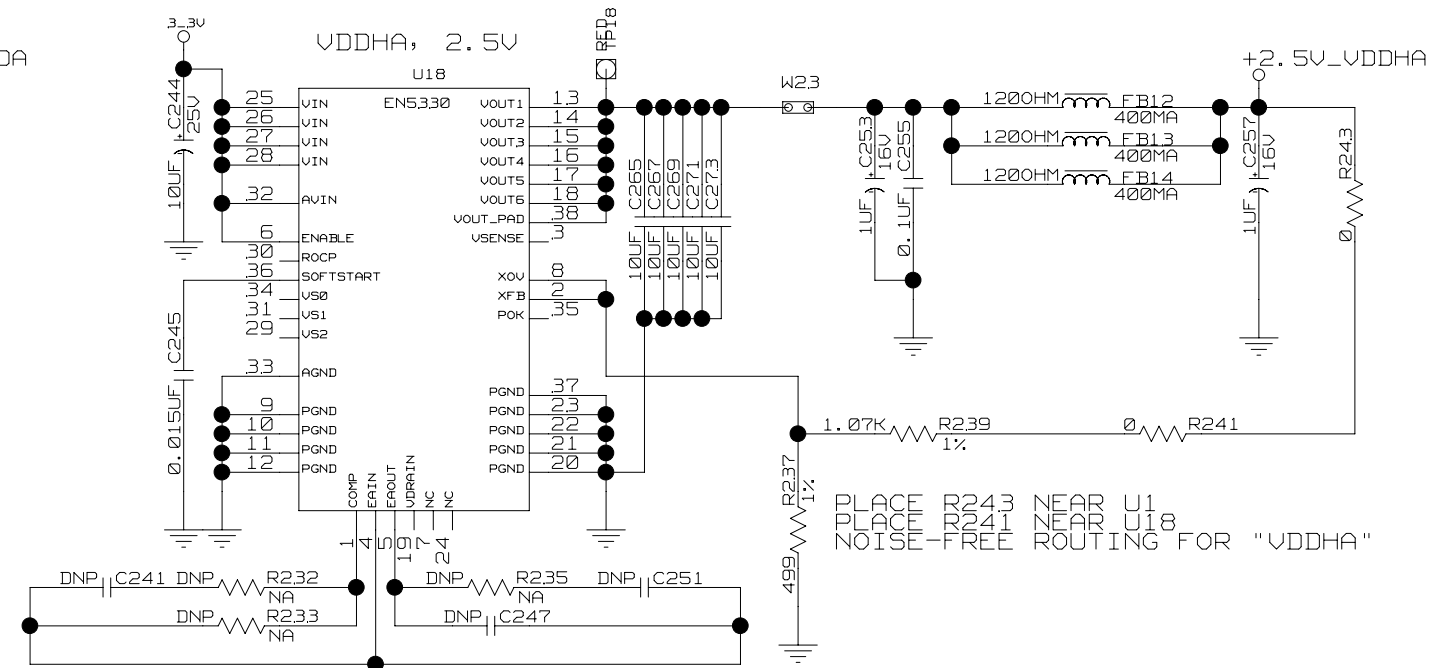 DA
3_3V
VDDHA, 2.5V
U18
EN5330
RED
TP18
C244
25V
10UF
25 VIN
26 VIN
27 VIN
28 VIN
32 AVIN
6 ENABLE
30 ROCP
36 SOFTSTART
34 VS0
31 VS1
29 VS2
33 AGND
9 PGND
10 PGND
11 PGND
12 PGND
VOUT1 13
VOUT2 14
VOUT3 15
VOUT4 16
VOUT5 17
VOUT6 18
VOUT_PAD 38
VSENSE 3
XOV 8
XFB 2
POK 35
PGND 37
PGND 23
PGND 22
PGND 21
PGND 20
COMP 1
EAIN 4
EAOUT 5
VDRAIN 19
NC 7
NC 24
C245
0.015UF
C265
10UF
C267
10UF
C269
10UF
C271
10UF
C273
10UF
W23
C253
16V
1UF
C255
0.1UF
120OHM FB12
400MA
120OHM FB13
400MA
120OHM FB14
400MA
+2.5V_VDDHA
C257
16V
1UF
R243
0
1.07K R239
1%
0 R241
R237
1%
499
PLACE R243 NEAR U1
PLACE R241 NEAR U18
NOISE-FREE ROUTING FOR "VDDHA"
DNP C241 DNP R232
NA
DNP R233
NA
DNP R235
NA
DNP C251
DNP C247